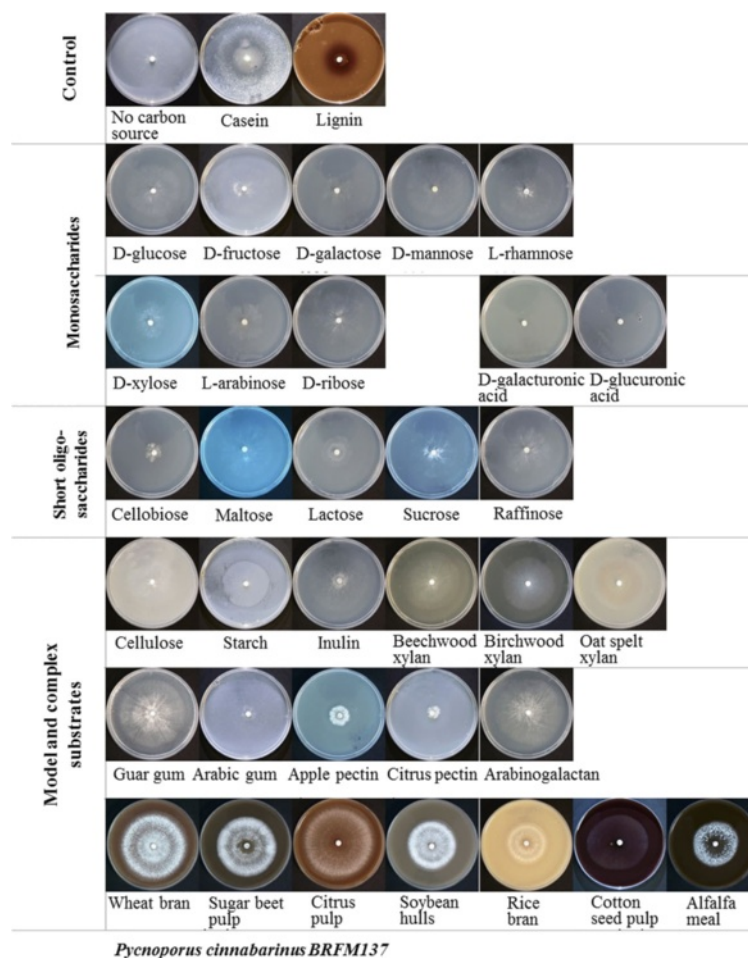 Control
No carbon source
Casein
Lignin
Monosaccharides
D-glucose
D-fructose
D-galactose
D-mannose
L-rhamnose
D-xylose
L-arabinose
D-ribose
D-galacturonic acid
D-glucuronic acid
Short oligo-
saccharides
Cellobiose
Maltose
Lactose
Sucrose
Raffinose
Model and complex
substrates
Cellulose
Starch
Inulin
Beechwood xylan
Birchwood xylan
Oat spelt xylan
Guar gum
Arabic gum
Apple pectin
Citrus pectin
Arabinogalactan
Wheat bran
Sugar beet pulp
Citrus pulp
Soybean hulls
Rice bran
Cotton seed pulp
Alfalfa meal
Pycnoporus cinnabarinus BRFM137